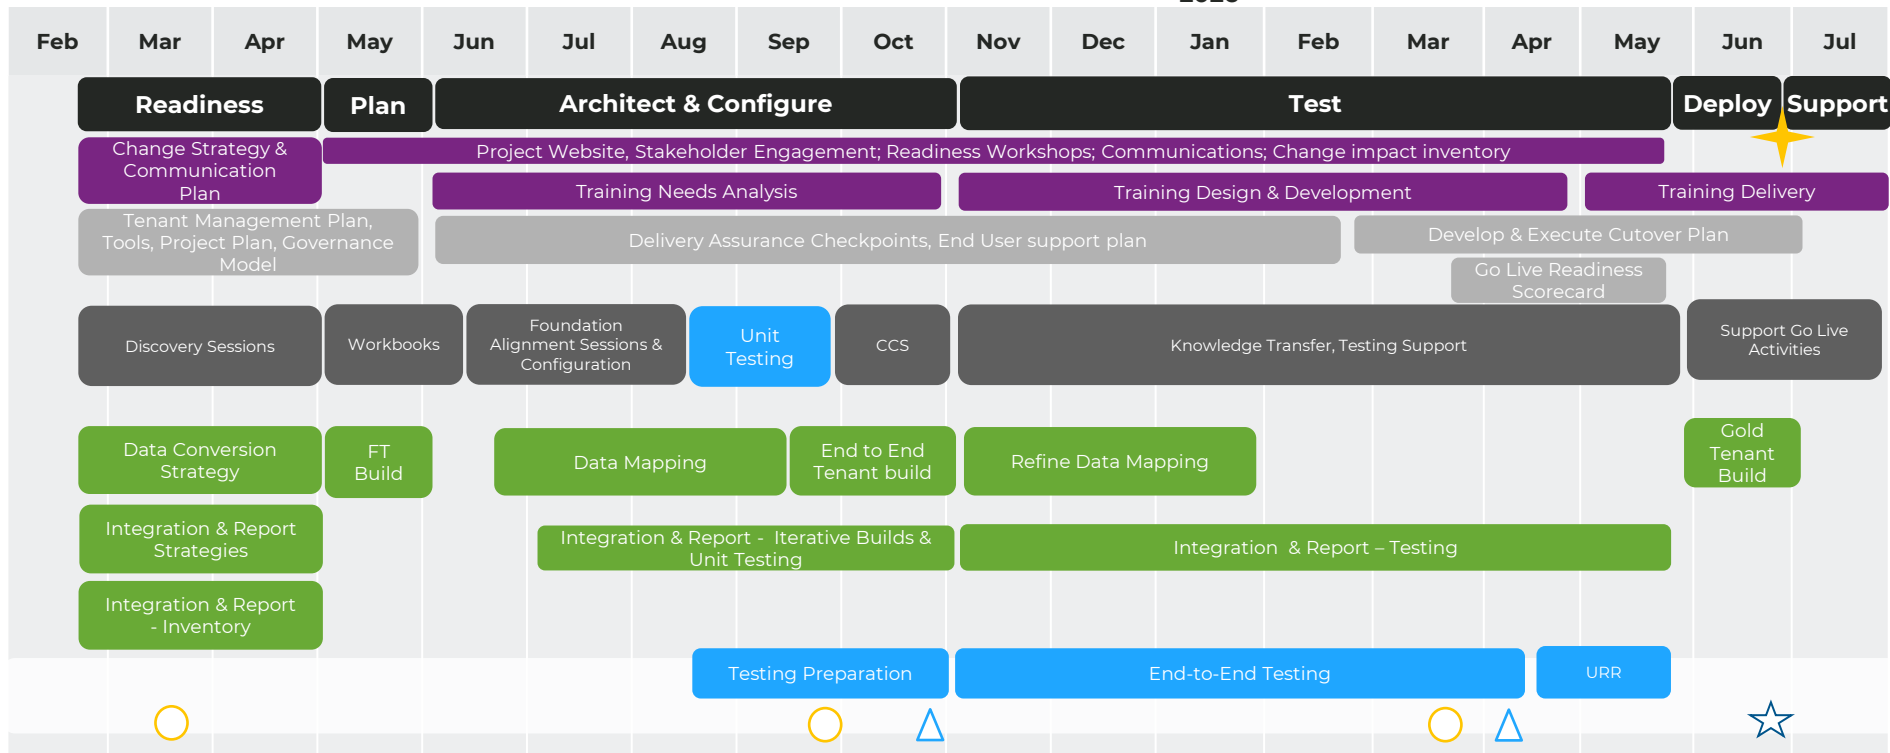 Feb Mar Apr May Jun Jul Aug Sep Oct Nov Dec Jan Feb Mar Apr May Jun Jul
Readiness Plan Architect & Configure Test Deploy Support
Change Strategy &
Communication
Plan
Project Website, Stakeholder Engagement; Readiness Workshops; Communications; Change impact inventory
Training Needs Analysis
Training Design & Development
Training Delivery
Tenant Management Plan,
Tools, Project Plan, Governance
Model
Delivery Assurance Checkpoints, End User support plan
Develop & Execute Cutover Plan
Go Live Readiness
Scorecard
Discovery Sessions
Workbooks
Foundation
Alignment Sessions &
Configuration
Unit
Testing
CCS
Knowledge Transfer, Testing Support
Support Go Live
Activities
Data Conversion
Strategy
FT
Build
Data Mapping
End to End
Tenant build
Refine Data Mapping
Gold
Tenant
Build
Integration & Report
Strategies
Integration & Report - Iterative Builds &
Unit Testing
Integration & Report – Testing
Integration & Report
- Inventory
Testing Preparation
End-to-End Testing
URR